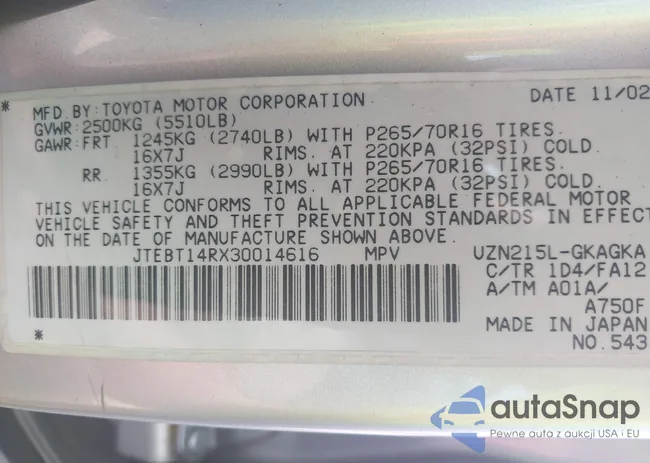 * MFD.BY:TOYOTA MOTOR CORPORATION DATE 11/02
GVWR:2500KG (5510LB)
GAWR:FRT 1245KG (2740LB) WITH P265/70R16 TIRES.
16X7J RIMS. AT 220KPA (32PSI) COLD.
RR 1355KG (2990LB) WITH P265/70R16 TIRES.
16X7J RIMS. AT 220KPA (32PSI) COLD.
THIS VEHICLE CONFORMS TO ALL APPLICABLE FEDERAL MOTOR
VEHICLE SAFETY AND THEFT PREVENTION STANDARDS IN EFFECT
ON THE DATE OF MANUFACTURE SHOWN ABOVE.
JTEBT14RX30014616 MPV UZN215L-GKAGKA
C/TR 1D4/FA12
A/TM A01A/
A750F
MADE IN JAPAN
* NO.543
autaSnap
Pewne auta z aukcji USA i EU